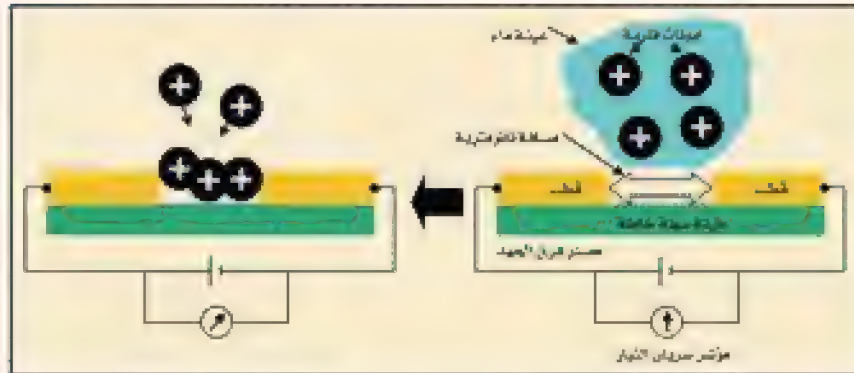 أيونات فلزية
عينة ماء
مسافة نانومترية
قطب
قطب
مصدر فرق الجهد
مؤشر سريان التيار